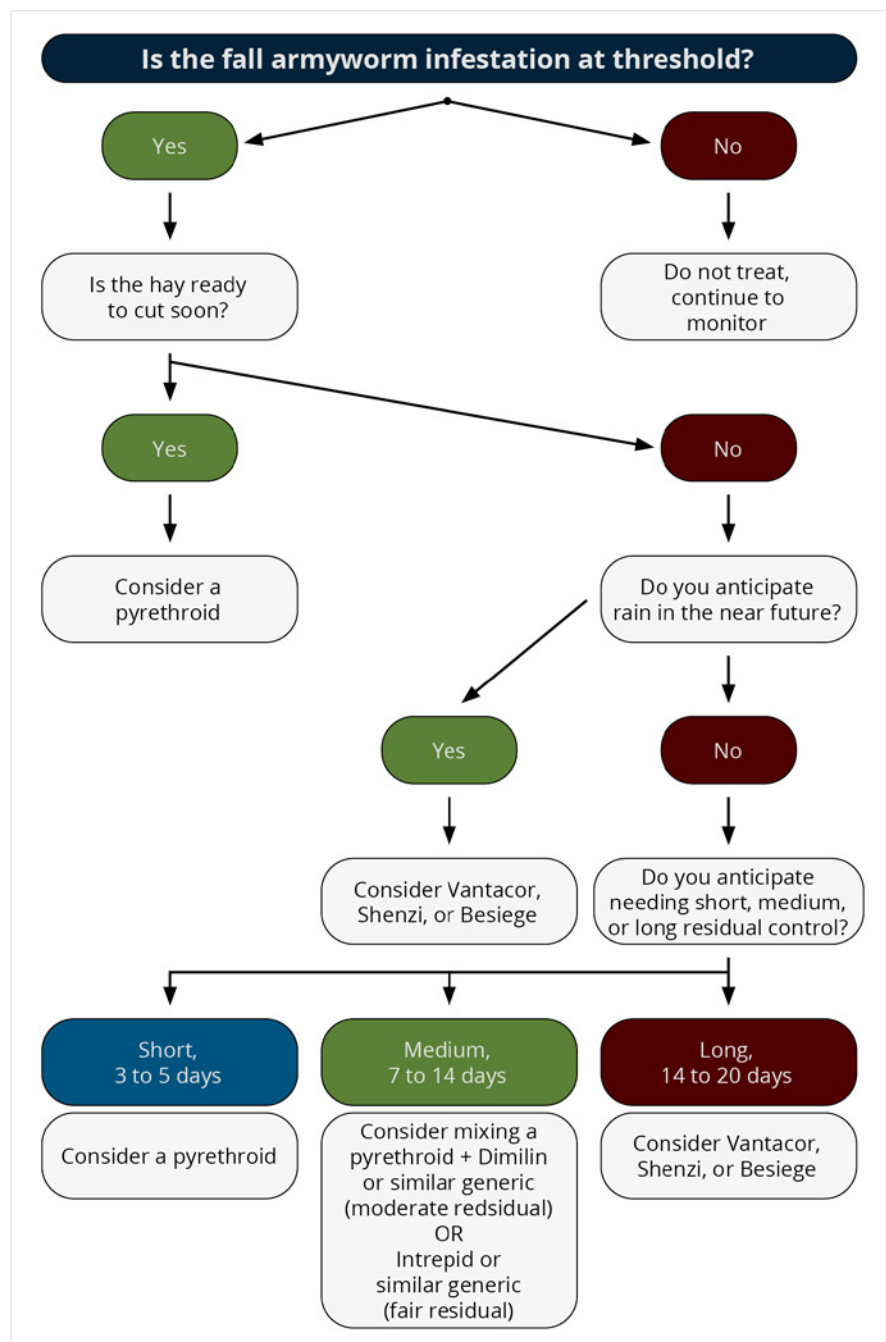 Is the fall armyworm infestation at threshold?
Yes
No
Is the hay ready
to cut soon?
Do not treat,
continue to
monitor
Yes
No
Consider a
pyrethroid
Do you anticipate
rain in the near future?
Yes
No
Consider Vantacor,
Shenzi, or Besiege
Do you anticipate
needing short, medium,
or long residual control?
Short,
3 to 5 days
Medium,
7 to 14 days
Long,
14 to 20 days
Consider a pyrethroid
Consider mixing a
pyrethroid + Dimilin
or similar generic
(moderate redsidual)
OR
Intrepid or
similar generic
(fair residual)
Consider Vantacor,
Shenzi, or Besiege